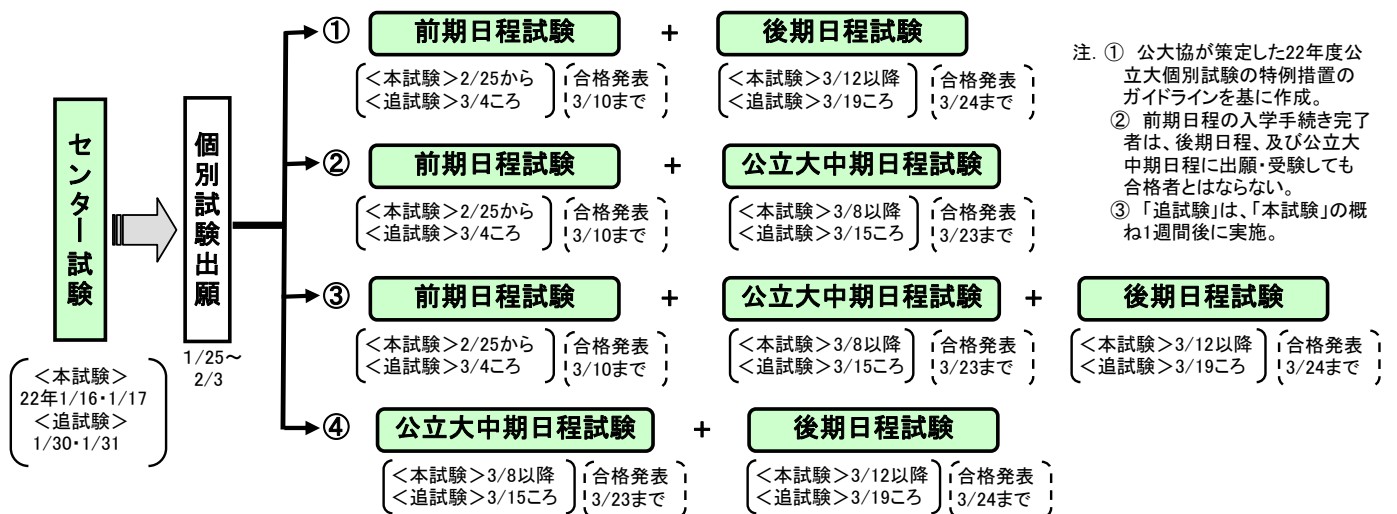 ① 前期日程試験 + 後期日程試験
<本試験>2/25から 合格発表 <本試験>3/12以降 合格発表
<追試験>3/4ころ 3/10まで <追試験>3/19ころ 3/24まで
注. ① 公大協が策定した22年度公
立大個別試験の特例措置の
ガイドラインを基に作成。
② 前期日程の入学手続き完了
者は、後期日程、及び公立大
中期日程に出願・受験しても
合格者とはならない。
③ 「追試験」は、「本試験」の概
ね1週間後に実施。
センター試験
<本試験>
22年1/16・1/17
<追試験>
1/30・1/31
個別試験出願
1/25～
2/3
② 前期日程試験 + 公立大中期日程試験
<本試験>2/25から 合格発表 <本試験>3/8以降 合格発表
<追試験>3/4ころ 3/10まで <追試験>3/15ころ 3/23まで
③ 前期日程試験 + 公立大中期日程試験 + 後期日程試験
<本試験>2/25から 合格発表 <本試験>3/8以降 合格発表 <本試験>3/12以降 合格発表
<追試験>3/4ころ 3/10まで <追試験>3/15ころ 3/23まで <追試験>3/19ころ 3/24まで
④ 公立大中期日程試験 + 後期日程試験
<本試験>3/8以降 合格発表 <本試験>3/12以降 合格発表
<追試験>3/15ころ 3/23まで <追試験>3/19ころ 3/24まで